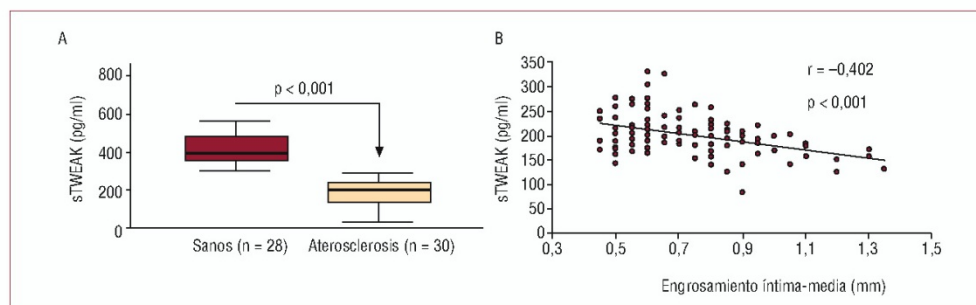 A
800
600
400
200
0
sTWEAK (pg/ml)
p < 0,001
Sanos (n = 28)
Aterosclerosis (n = 30)
B
350
300
250
200
150
100
50
0
sTWEAK (pg/ml)
r = –0,402
p < 0,001
0,3 0,5 0,7 0,9 1,1 1,3 1,5
Engrosamiento íntima-media (mm)